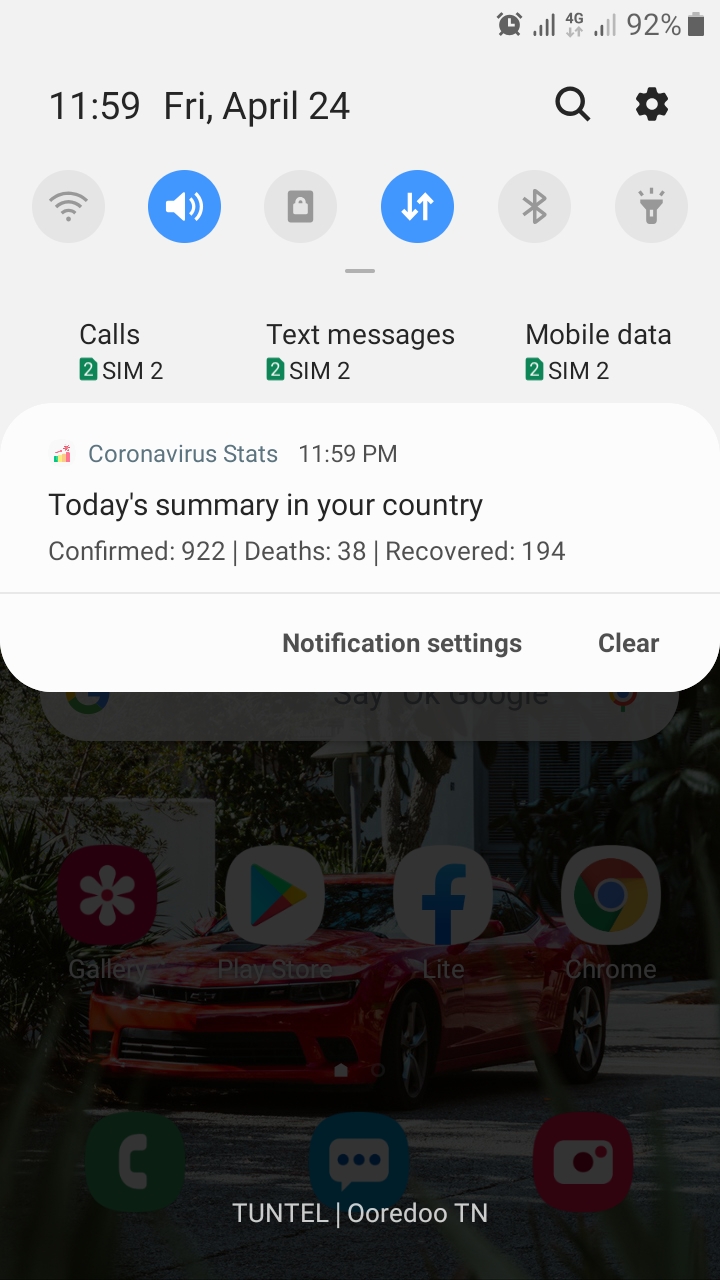 4G 92%
11:59 Fri, April 24
Calls Text messages Mobile data
2 SIM 2 2 SIM 2 2 SIM 2
Coronavirus Stats 11:59 PM
Today's summary in your country
Confirmed: 922 | Deaths: 38 | Recovered: 194
Notification settings Clear
Say "Ok Google"
Gallery Play Store Lite Chrome
TUNTEL | Ooredoo TN